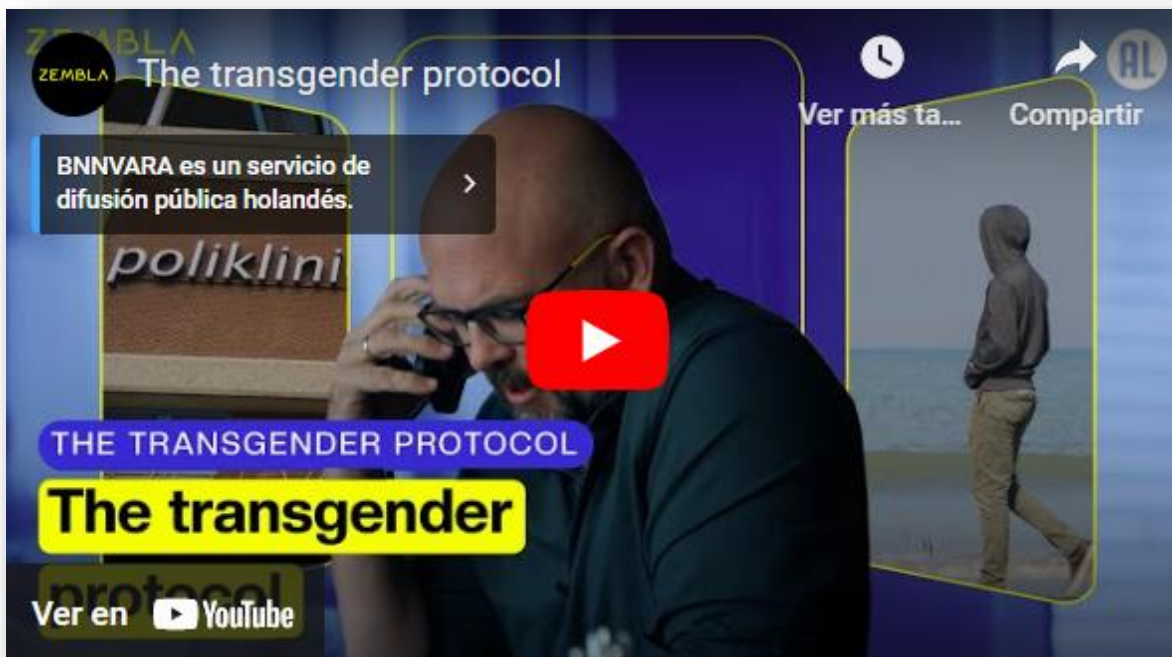 ZEMBLA
ZEMBLA
The transgender protocol
AL
Ver más ta...
Compartir
BNNVARA es un servicio de
difusión pública holandés.
poliklini
THE TRANSGENDER PROTOCOL
The transgender
protocol
Ver en YouTube